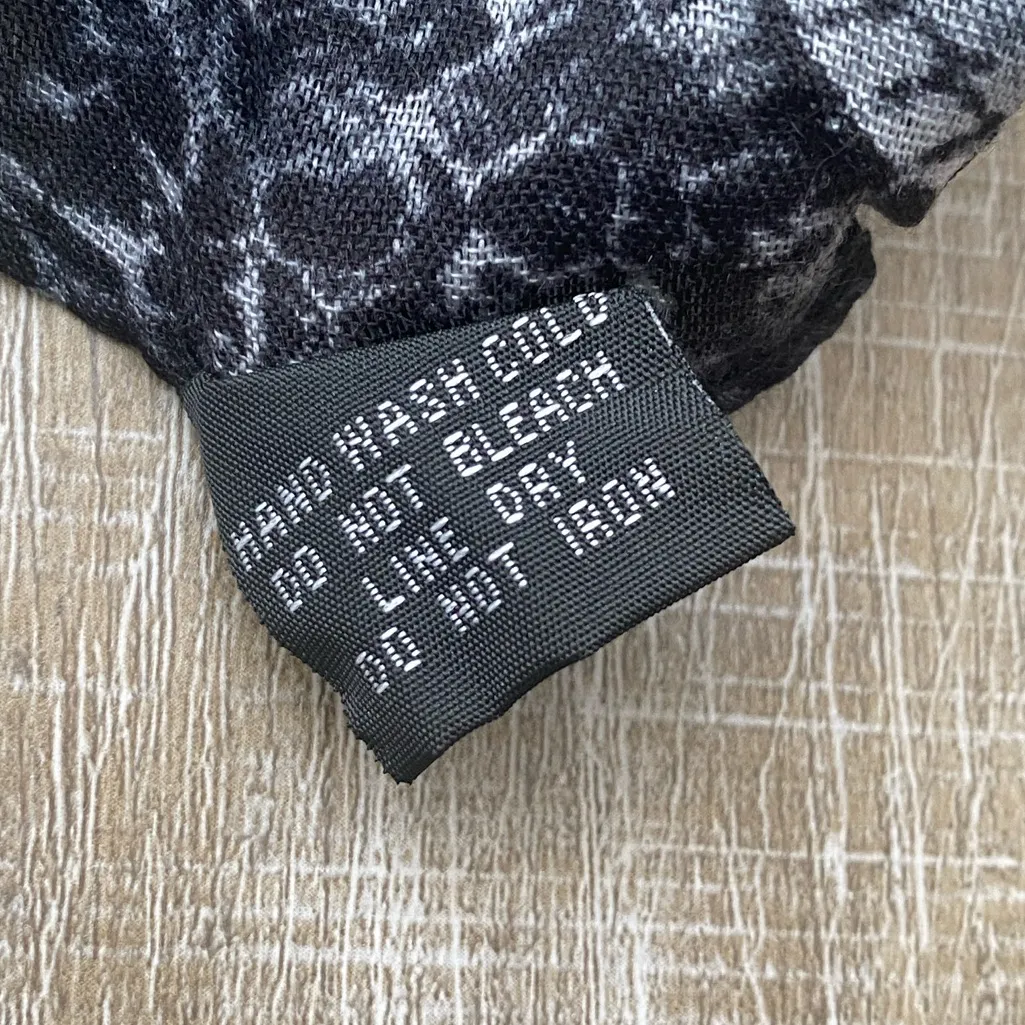 HAND WASH COLD
DO NOT BLEACH
LINE DRY
DO NOT IRON